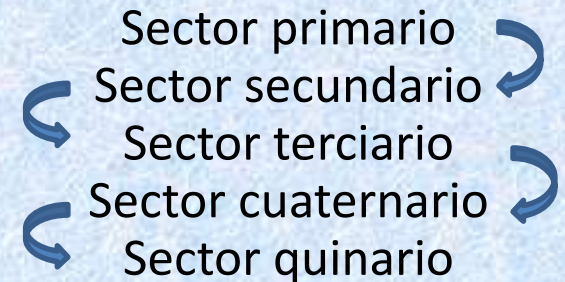 Sector primario
Sector secundario
Sector terciario
Sector cuaternario
Sector quinario